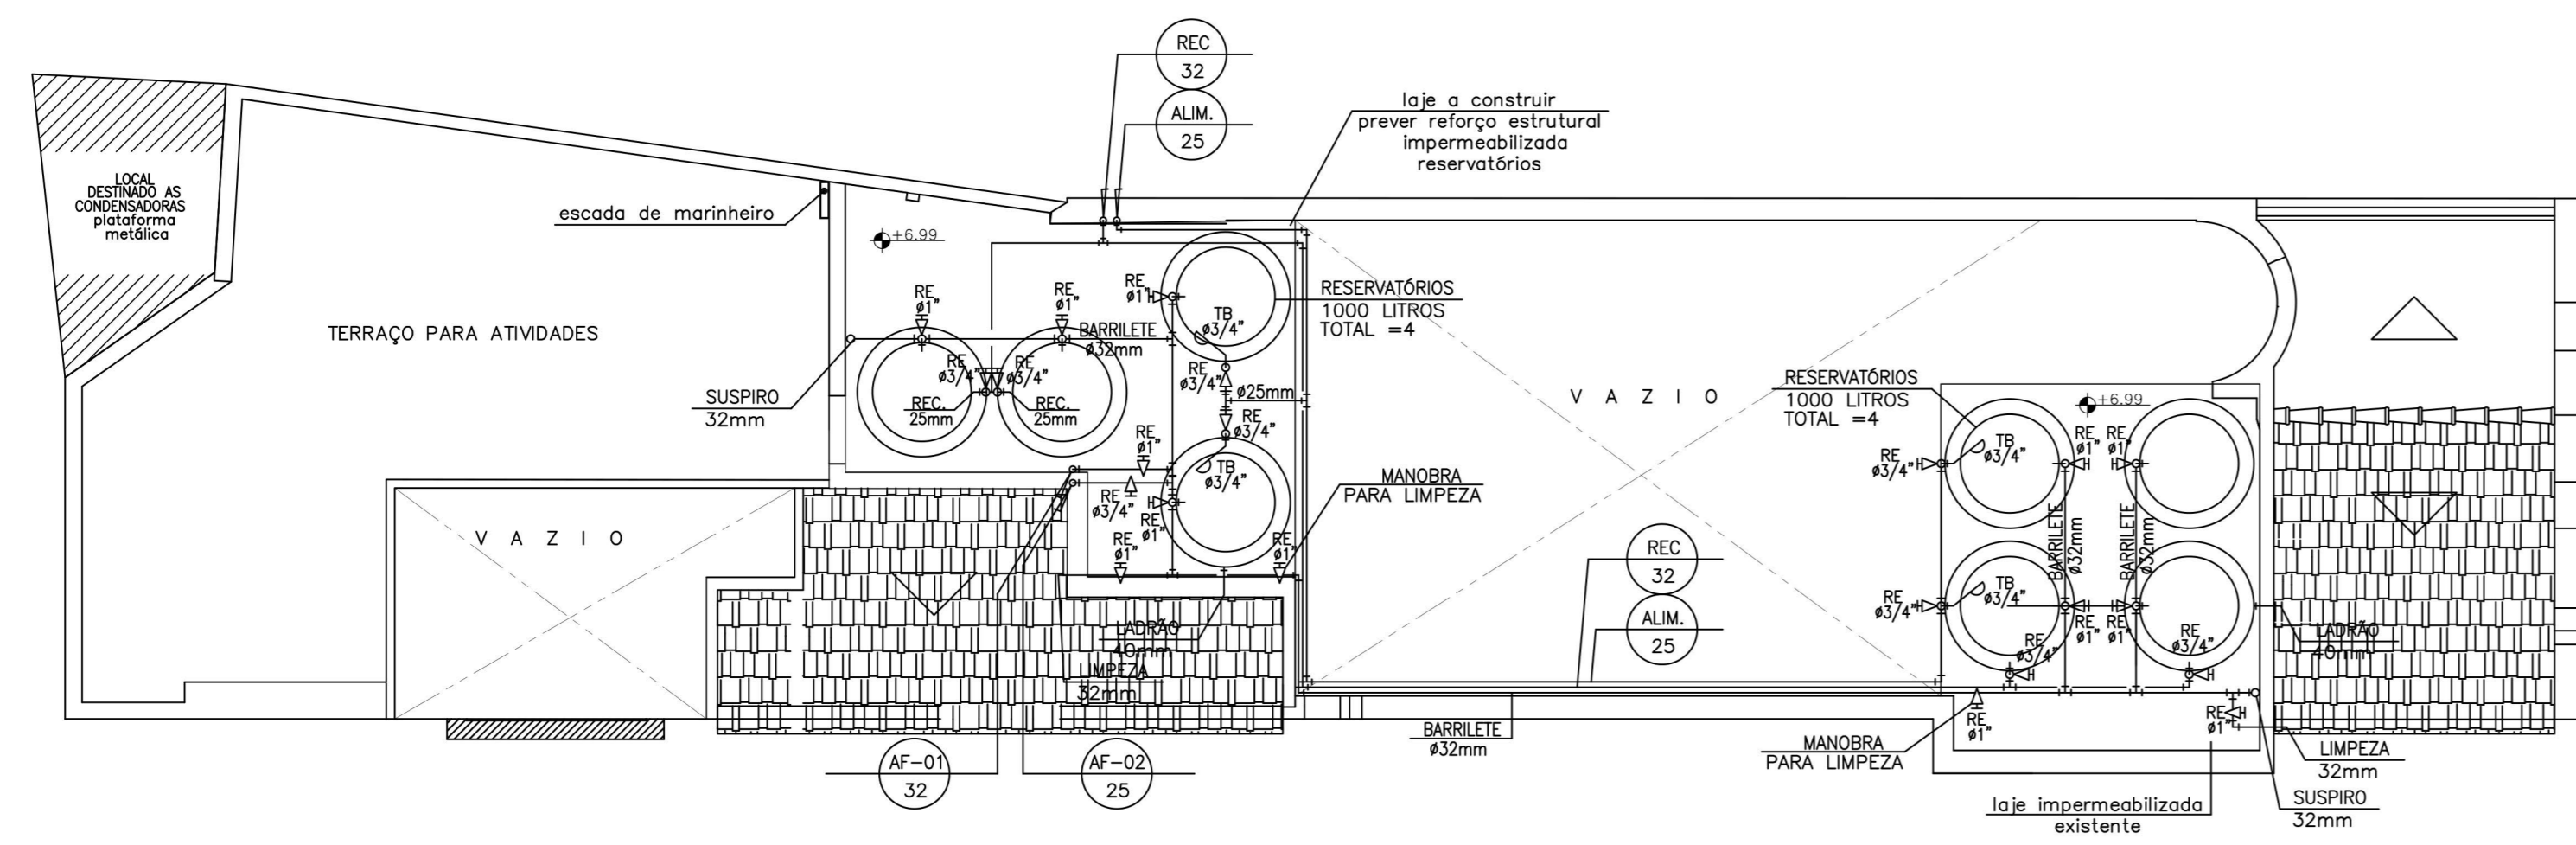 REC
32
ALIM.
25
laje a construir
prever reforço estrutural
impermeabilizada
reservatórios
LOCAL
DESTINADO AS
CONDENSADORAS
plataforma
metálica
escada de marinheiro
+6.99
TERRAÇO PARA ATIVIDADES
SUSPIRO
32mm
RE
ø1"
RE
ø1"
RE
ø1"
BARRILETE
ø32mm
RE
ø3/4"
RE
ø3/4"
REC.
25mm
REC.
25mm
TB
ø3/4"
RE
ø3/4"
ø25mm
RE
ø3/4"
RE
ø1"
TB
ø3/4"
RE
ø3/4"
RE
ø1"
RE
ø1"
RE
ø1"
RESERVATÓRIOS
1000 LITROS
TOTAL =4
MANOBRA
PARA LIMPEZA
V A Z I O
V A Z I O
LADRÃO
40mm
LIMPEZA
32mm
AF-01
32
AF-02
25
REC
32
ALIM.
25
BARRILETE
ø32mm
RESERVATÓRIOS
1000 LITROS
TOTAL =4
+6.99
RE
ø3/4"
TB
ø3/4"
RE
ø1"
RE
ø1"
BARRILETE
ø32mm
BARRILETE
ø32mm
RE
ø3/4"
TB
ø3/4"
RE
ø1"
RE
ø1"
RE
ø3/4"
RE
ø3/4"
LADRÃO
40mm
RE
ø1"
RE
ø1"
MANOBRA
PARA LIMPEZA
LIMPEZA
32mm
SUSPIRO
32mm
laje impermeabilizada
existente